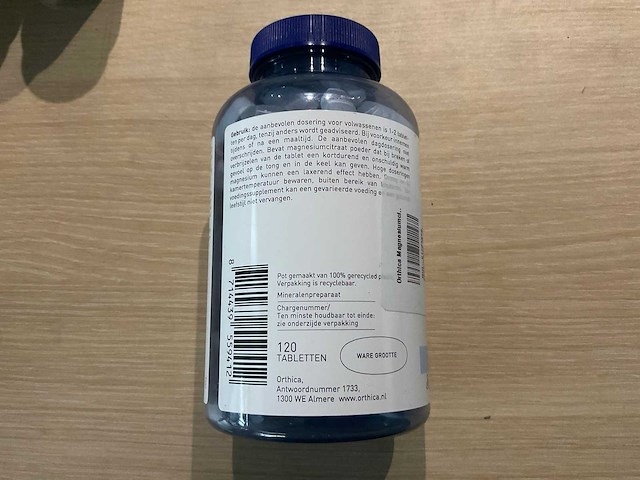 Gebruik: de aanbevolen dosering voor volwassenen is 1-2 tablet-
ten per dag, tenzij anders wordt geadviseerd. Bij voorkeur innemen
tijdens of na een maaltijd. De aanbevolen dagdosering niet
overschrijden. Bevat magnesiumcitraat poeder dat bij breken of
verbrijzelen van de tablet een kortdurend en onschuldig warm
gevoel op de tong en in de keel kan geven. Hoge doseringen
magnesium kunnen een laxerend effect hebben.
kamertemperatuur bewaren, buiten bereik van
voedingssupplement kan een gevarieerde voeding en
leefstijl niet vervangen.
Orthica Magnesiumci..
Pot gemaakt van 100% gerecycled
Verpakking is recyclebaar.
Mineralenpreparaat
Chargenummer/
Ten minste houdbaar tot einde:
zie onderzijde verpakking
120
TABLETTEN
WARE GROOTTE
Orthica,
Antwoordnummer 1733,
1300 WE Almere www.orthica.nl
8 714439 559412